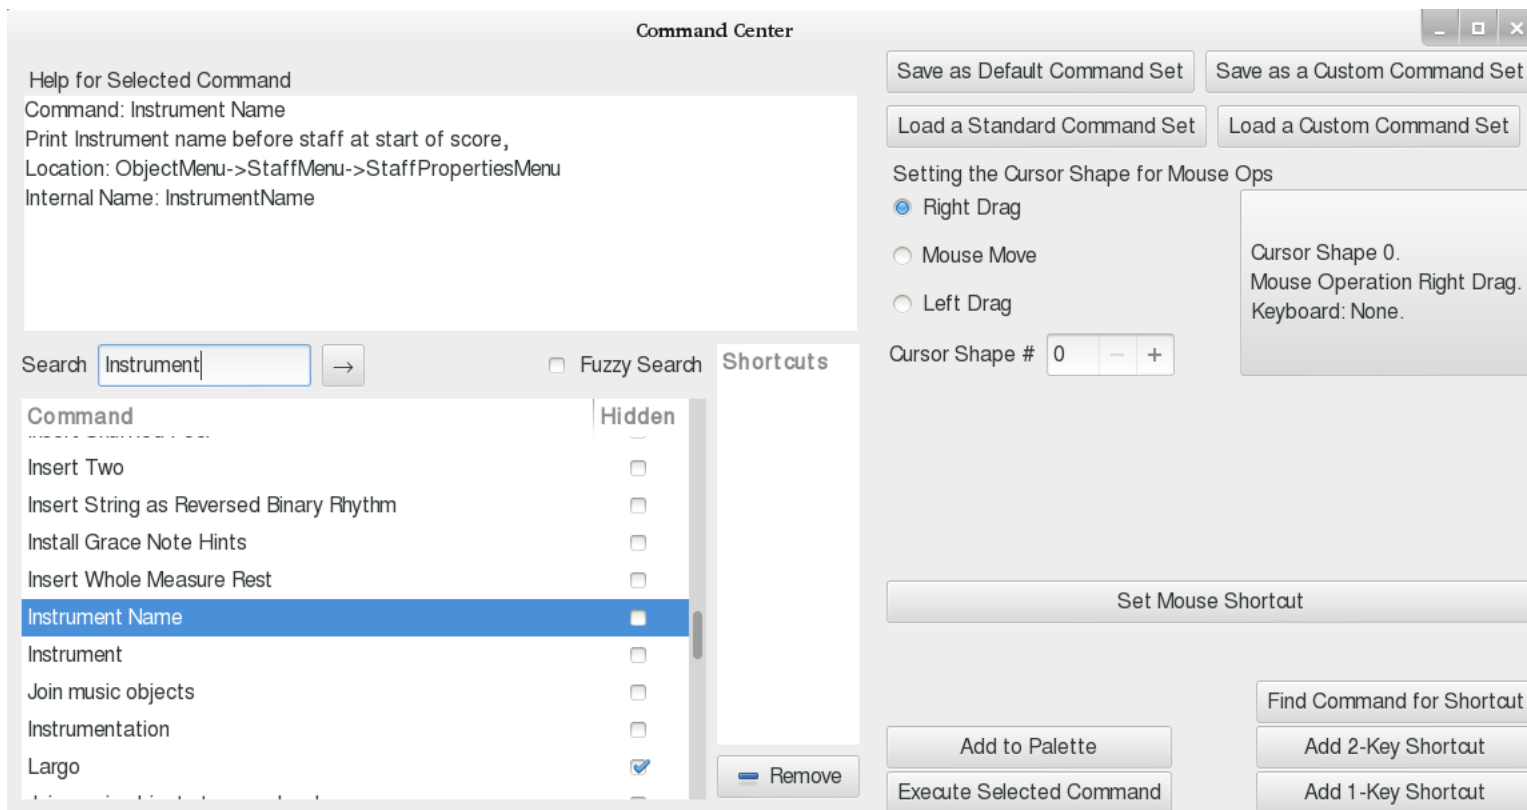 Command Center
Help for Selected Command
Command: Instrument Name
Print Instrument name before staff at start of score,
Location: ObjectMenu->StaffMenu->StaffPropertiesMenu
Internal Name: InstrumentName
Search Instrument → Fuzzy Search
Command Hidden
Insert Two
Insert String as Reversed Binary Rhythm
Install Grace Note Hints
Insert Whole Measure Rest
Instrument Name
Instrument
Join music objects
Instrumentation
Largo
Shortcuts
Remove
Save as Default Command Set Save as a Custom Command Set
Load a Standard Command Set Load a Custom Command Set
Setting the Cursor Shape for Mouse Ops
Right Drag
Mouse Move
Left Drag
Cursor Shape # 0 − +
Cursor Shape 0.
Mouse Operation Right Drag.
Keyboard: None.
Set Mouse Shortcut
Find Command for Shortcut
Add to Palette Add 2-Key Shortcut
Execute Selected Command Add 1-Key Shortcut